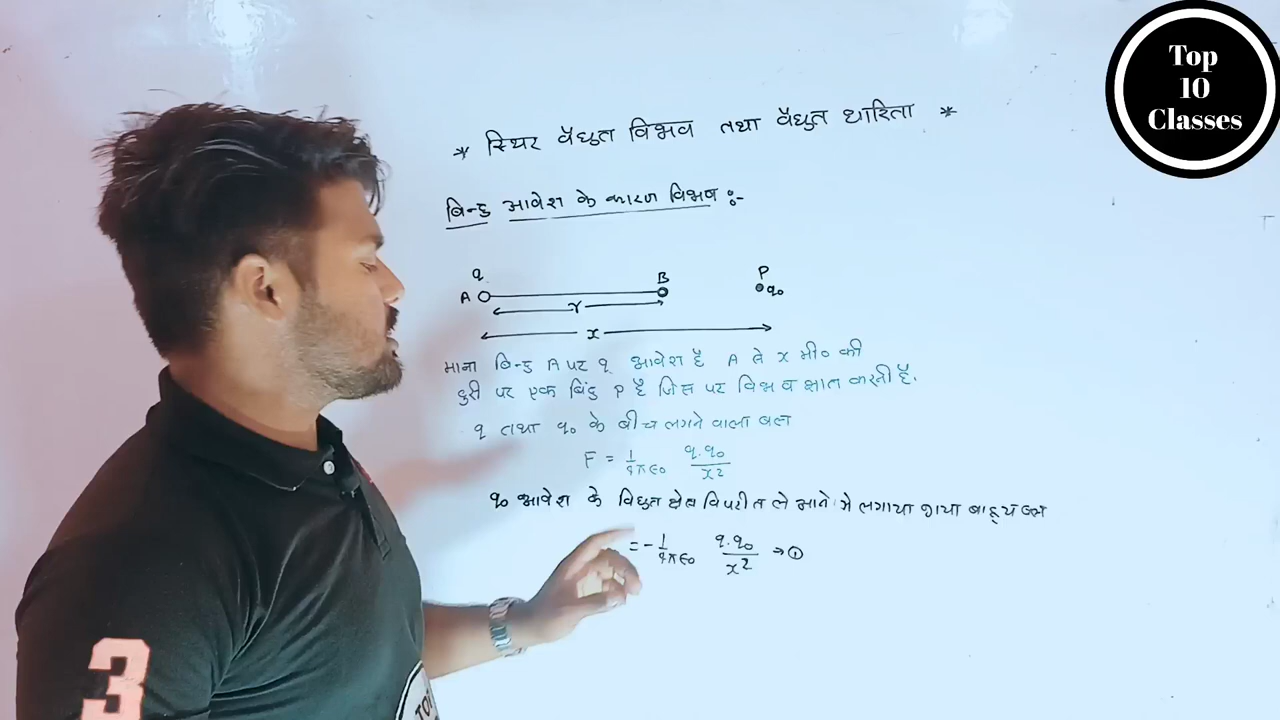 * स्थिर वैधुत विभव तथा वैधुत धारिता *
बिन्दु आवेश के कारण विभव :-
q B P
A q₀
r
x
माना बिन्दु A पर q आवेश है A से x मी० की
दुरी पर एक बिंदु P है जिस पर विभव ज्ञात करनी है.
q तथा q₀ के बीच लगने वाला बल
F = 1/4πϵ₀ q.q₀/x²
q₀ आवेश के विधुत क्षेत्र विपरीत ले जाने मे लगाया गया बाह्य बल
= - 1/4πϵ₀ q.q₀/x² → ①
Top
10
Classes
3